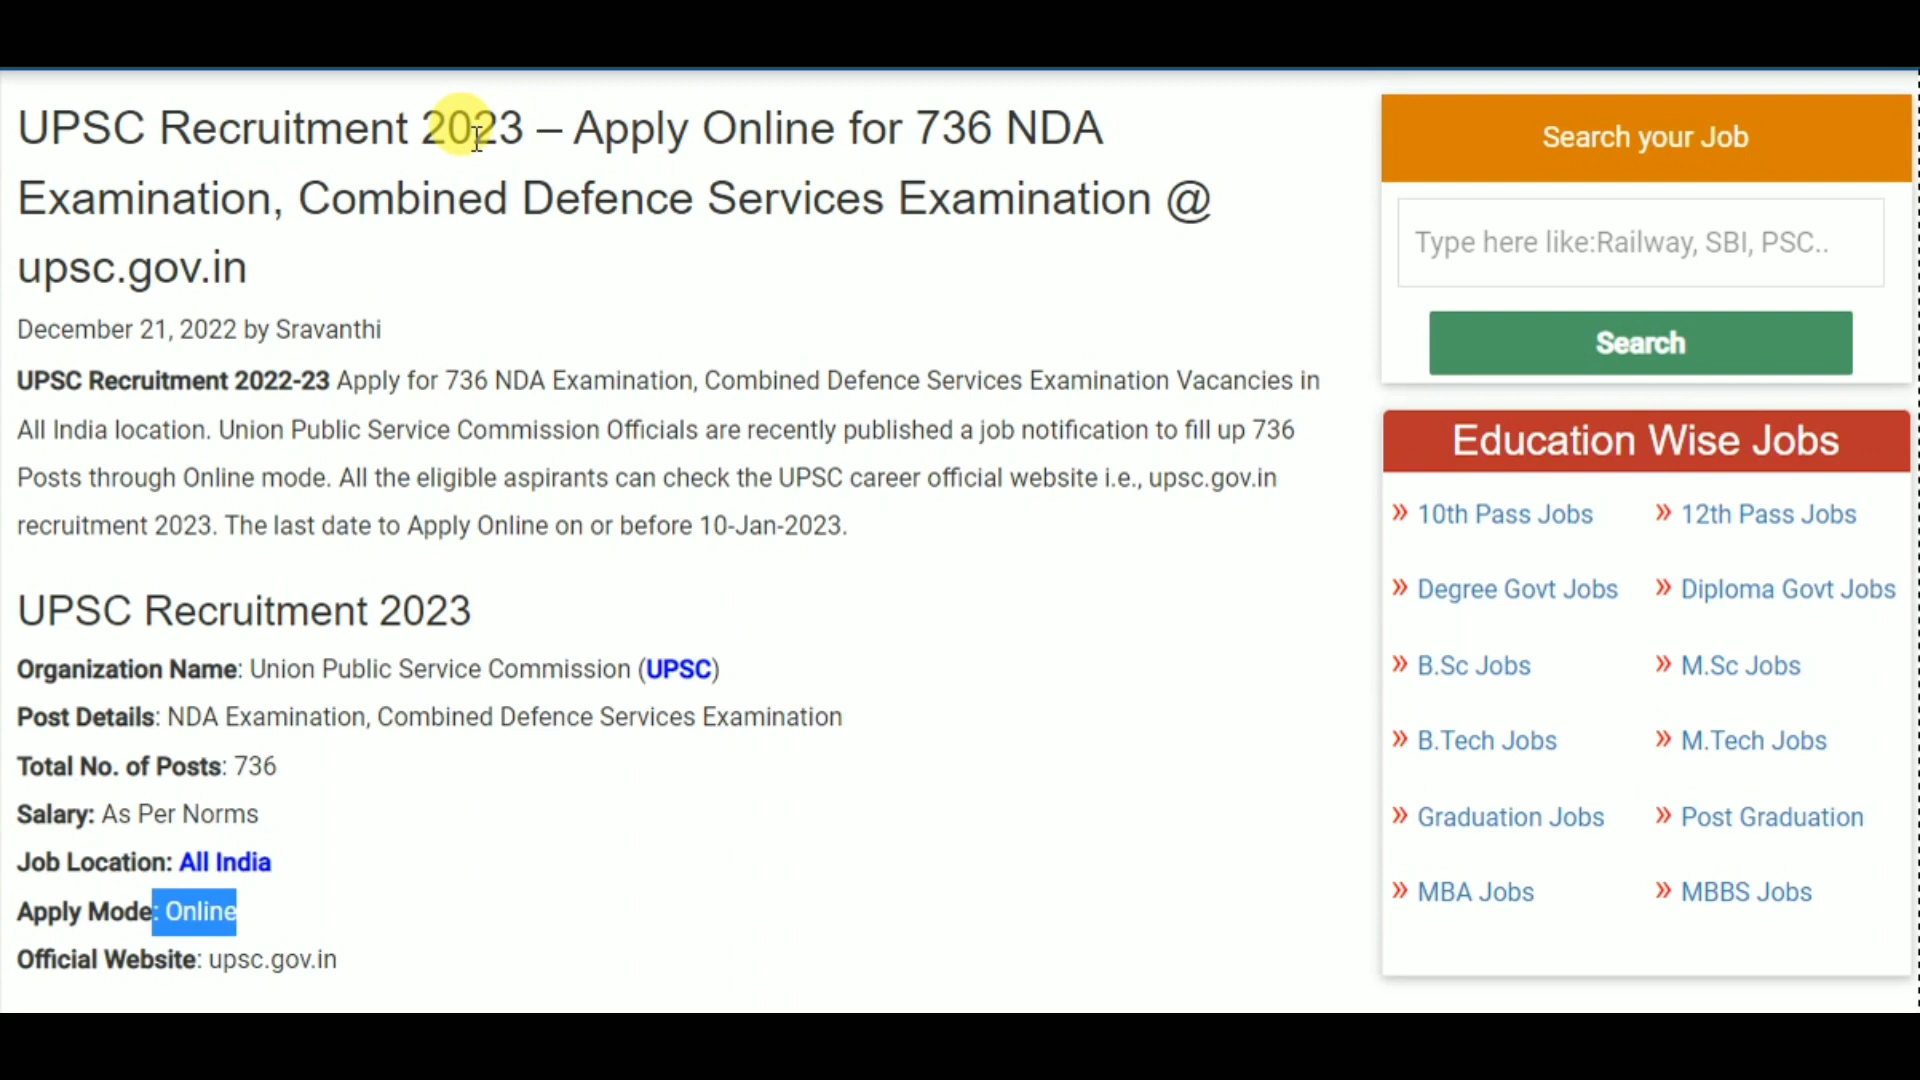 UPSC Recruitment 2023 – Apply Online for 736 NDA
Examination, Combined Defence Services Examination @
upsc.gov.in
December 21, 2022 by Sravanthi
UPSC Recruitment 2022-23 Apply for 736 NDA Examination, Combined Defence Services Examination Vacancies in
All India location. Union Public Service Commission Officials are recently published a job notification to fill up 736
Posts through Online mode. All the eligible aspirants can check the UPSC career official website i.e., upsc.gov.in
recruitment 2023. The last date to Apply Online on or before 10-Jan-2023.
UPSC Recruitment 2023
Organization Name: Union Public Service Commission (UPSC)
Post Details: NDA Examination, Combined Defence Services Examination
Total No. of Posts: 736
Salary: As Per Norms
Job Location: All India
Apply Mode: Online
Official Website: upsc.gov.in
Search your Job
Type here like:Railway, SBI, PSC..
Search
Education Wise Jobs
» 10th Pass Jobs » 12th Pass Jobs
» Degree Govt Jobs » Diploma Govt Jobs
» B.Sc Jobs » M.Sc Jobs
» B.Tech Jobs » M.Tech Jobs
» Graduation Jobs » Post Graduation
» MBA Jobs » MBBS Jobs